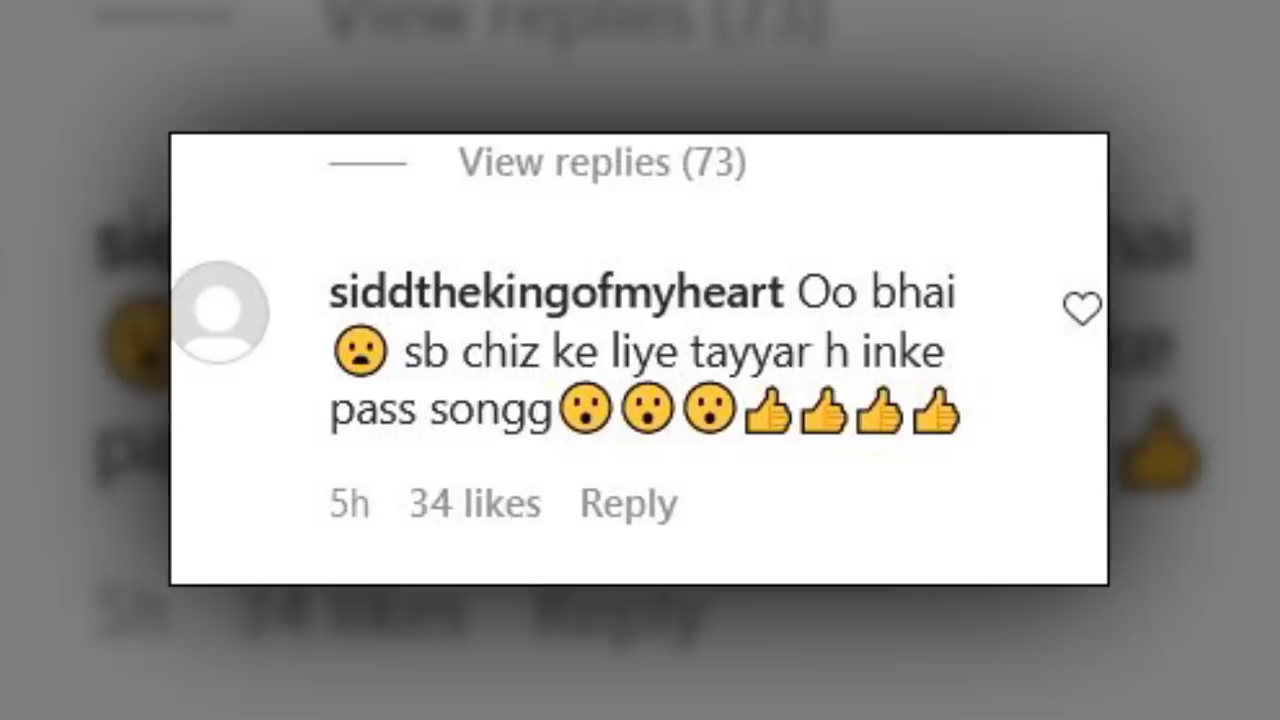 View replies (73)
siddthekingofmyheart Oo bhai
😦 sb chiz ke liye tayyar h inke
pass songg😮😮😮👍👍👍👍
5h 34 likes Reply